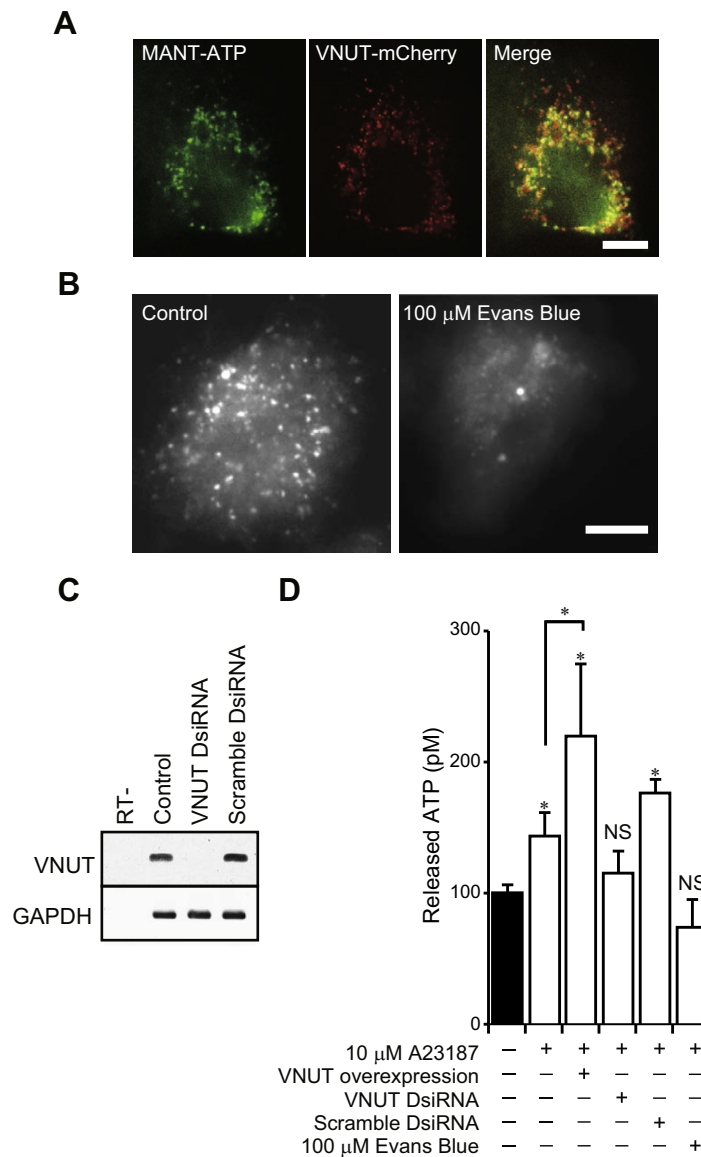 A
MANT-ATP VNUT-mCherry Merge
B
Control 100 μM Evans Blue
C
RT-
Control
VNUT DsiRNA
Scramble DsiRNA
VNUT
GAPDH
D
Released ATP (pM)
300
200
100
0
*
*
*
NS
*
NS
10 μM A23187 – + + + + +
VNUT overexpression – – + – – –
VNUT DsiRNA – – – + – –
Scramble DsiRNA – – – – + –
100 μM Evans Blue – – – – – +